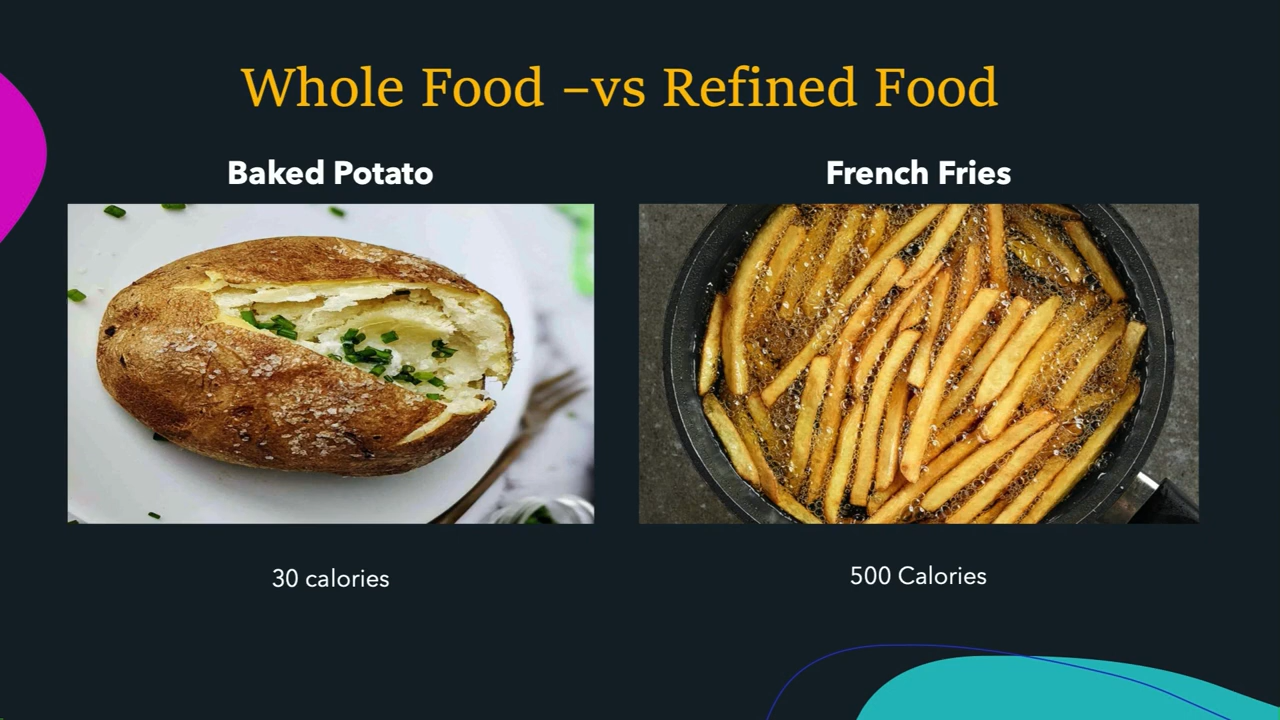 Whole Food –vs Refined Food
Baked Potato
French Fries
30 calories
500 Calories